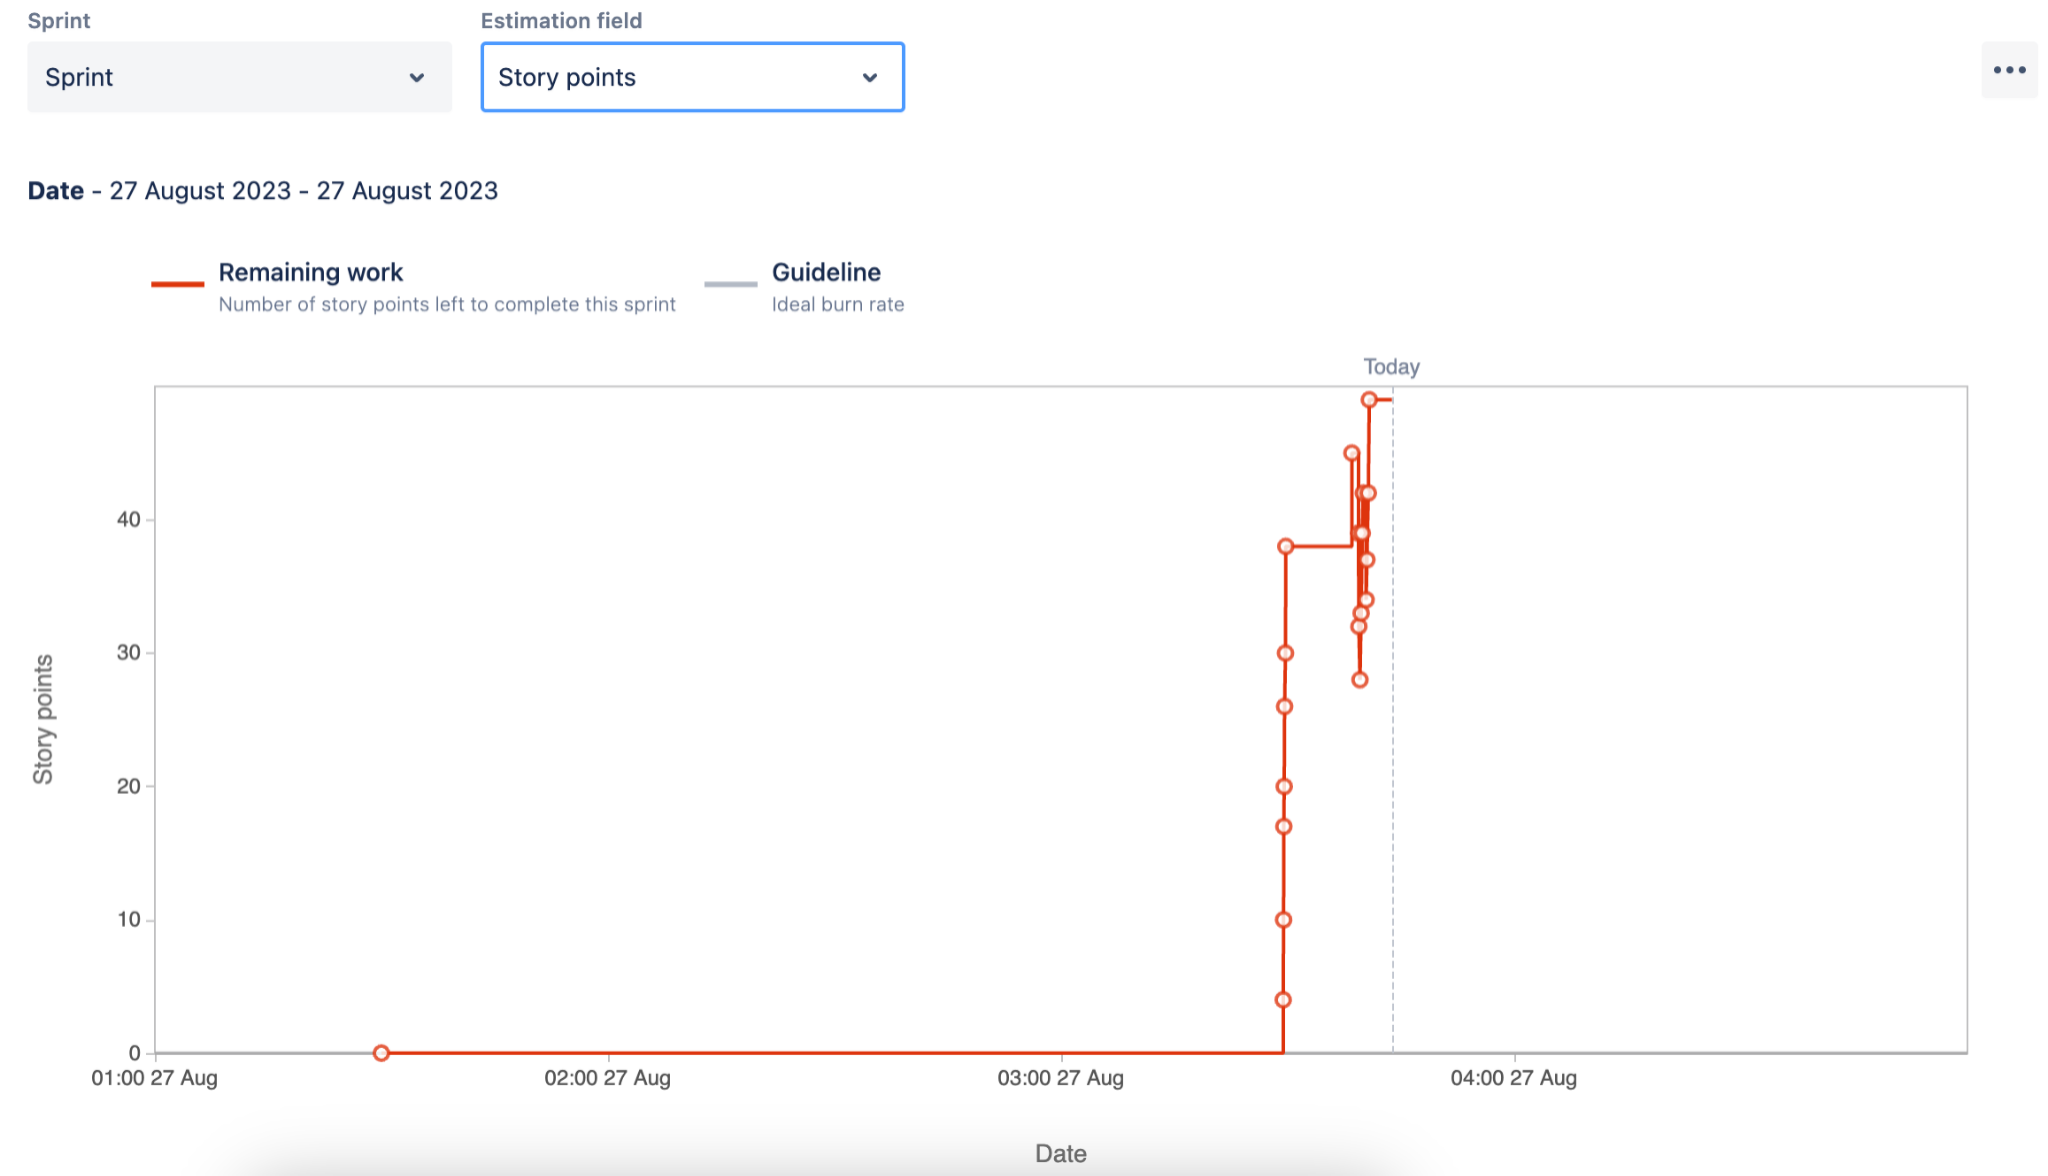 Sprint
Estimation field
Sprint
Story points
Date - 27 August 2023 - 27 August 2023
Remaining work
Number of story points left to complete this sprint
Guideline
Ideal burn rate
Today
40
30
20
10
0
Story points
01:00 27 Aug
02:00 27 Aug
03:00 27 Aug
04:00 27 Aug
Date